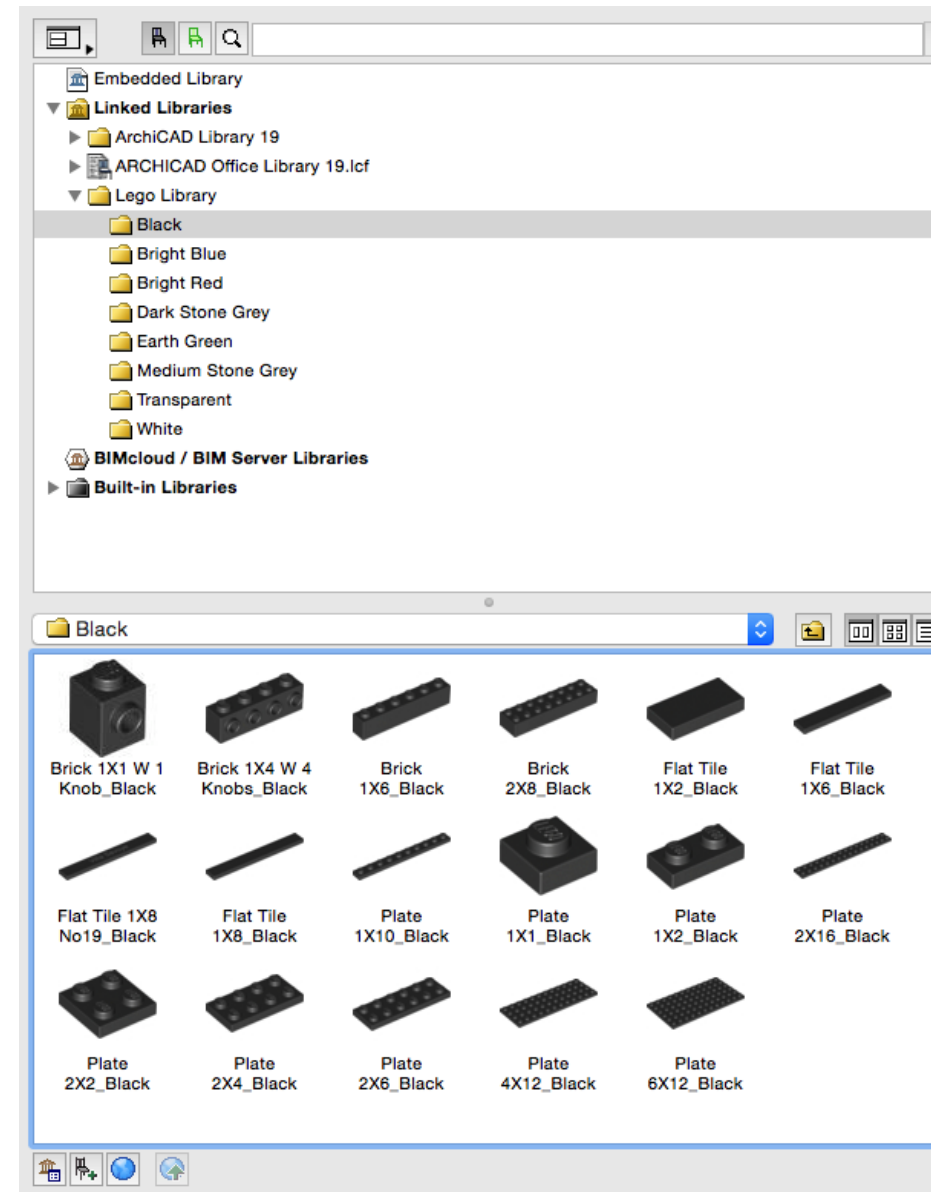 Embedded Library
Linked Libraries
ArchiCAD Library 19
ARCHICAD Office Library 19.lcf
Lego Library
Black
Bright Blue
Bright Red
Dark Stone Grey
Earth Green
Medium Stone Grey
Transparent
White
BIMcloud / BIM Server Libraries
Built-in Libraries
Black
Brick 1X1 W 1 Knob_Black
Brick 1X4 W 4 Knobs_Black
Brick 1X6_Black
Brick 2X8_Black
Flat Tile 1X2_Black
Flat Tile 1X6_Black
Flat Tile 1X8 No19_Black
Flat Tile 1X8_Black
Plate 1X10_Black
Plate 1X1_Black
Plate 1X2_Black
Plate 2X16_Black
Plate 2X2_Black
Plate 2X4_Black
Plate 2X6_Black
Plate 4X12_Black
Plate 6X12_Black